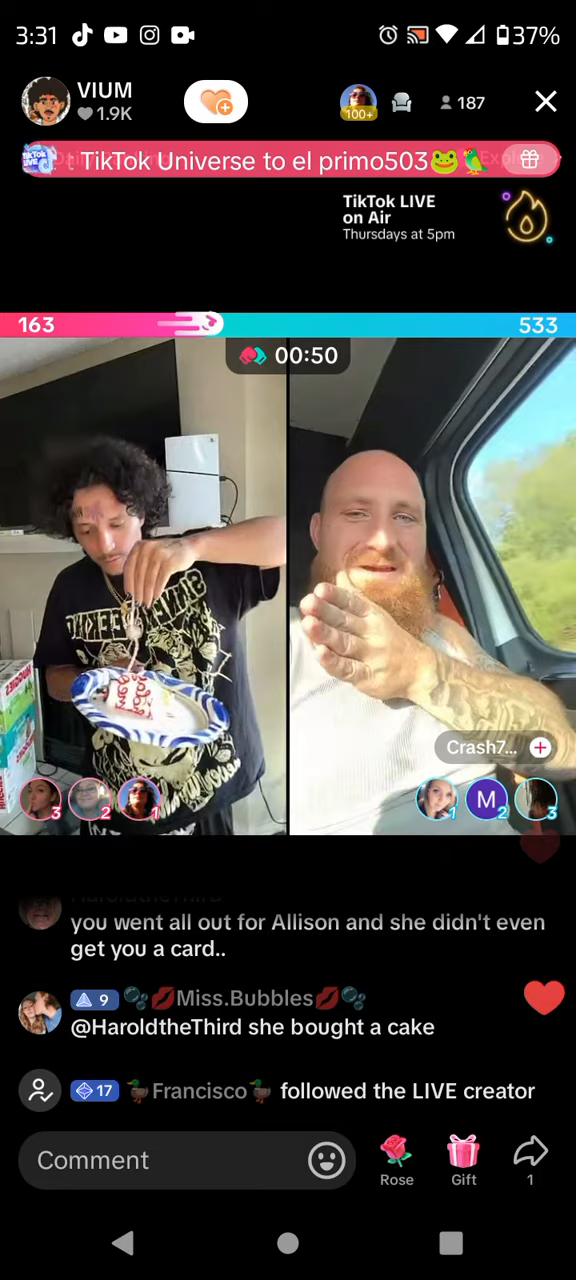 3:31
37%
VIUM
1.9K
100+
187
TikTok Universe to el primo503🐸🦜
TikTok LIVE
on Air
Thursdays at 5pm
163
533
00:50
Crash7...
3
2
1
1
M
2
3
you went all out for Allison and she didn't even
get you a card..
9 🫧💋Miss.Bubbles💋🫧
@HaroldtheThird she bought a cake
17 🦆Francisco🦆 followed the LIVE creator
Comment
Rose
Gift
1